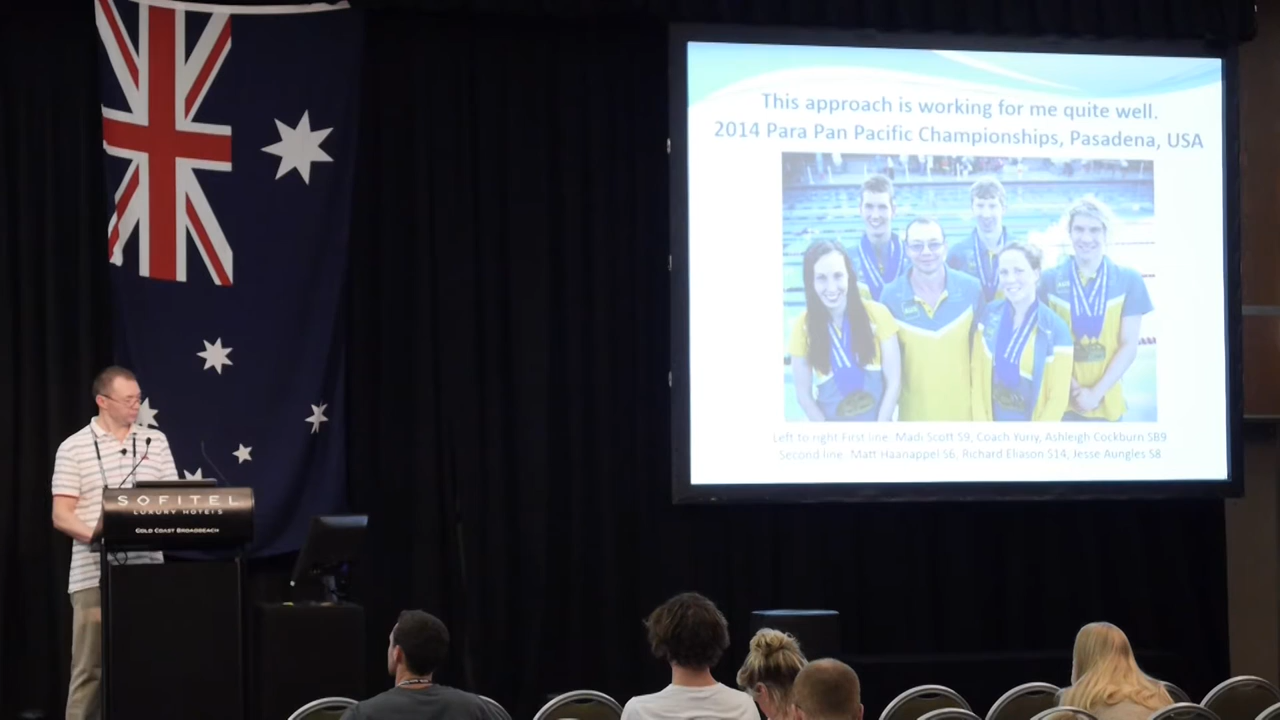 This approach is working for me quite well.
2014 Para Pan Pacific Championships, Pasadena, USA
Left to right First line: Madi Scott S9, Coach Yuriy, Ashleigh Cockburn SB9
Second line: Matt Haanappel S6, Richard Eliason S14, Jesse Aungles S8
SOFITEL
LUXURY HOTELS
GOLD COAST BROADBEACH